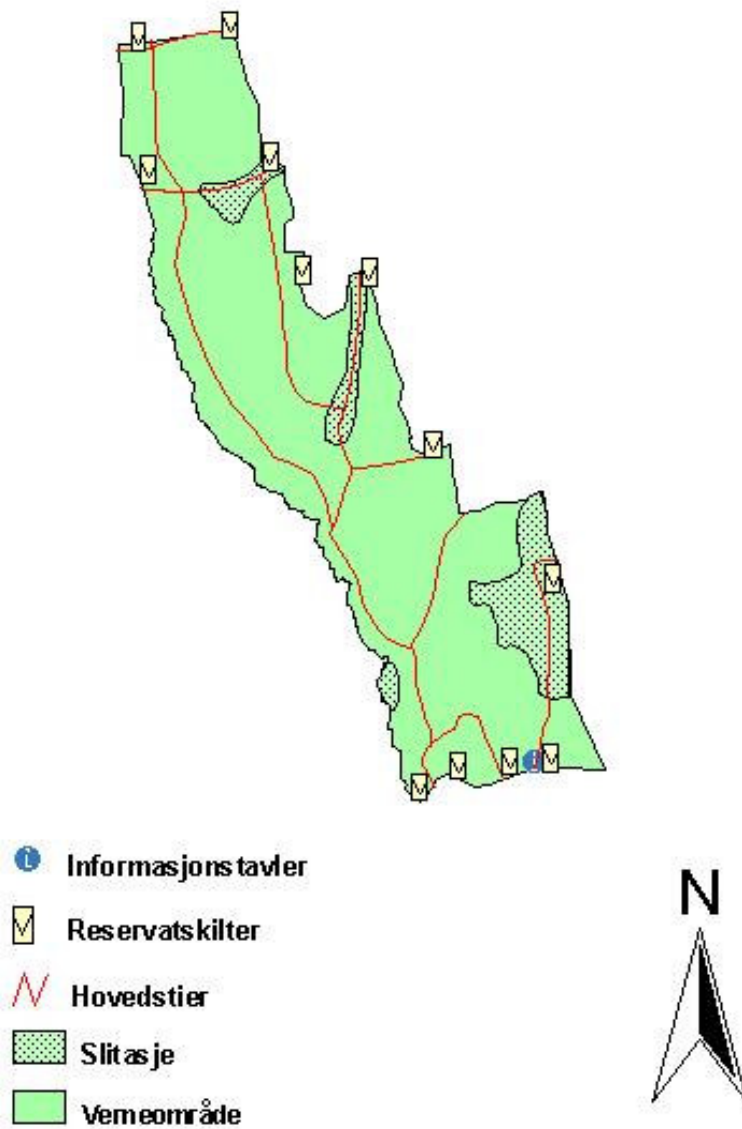 Informasjonstavler
Reservatskilter
N
Hovedstier
Slitasje
Verneområde